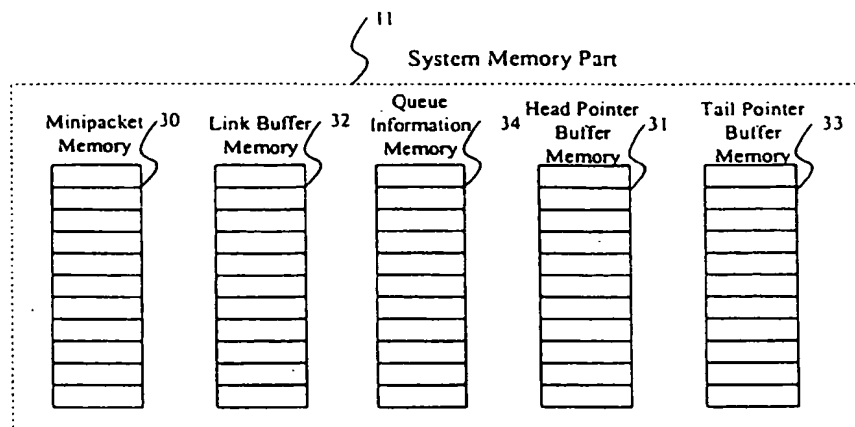 11
System Memory Part
Minipacket
Memory
30
Link Buffer
Memory
32
Queue
Information
Memory
34
Head Pointer
Buffer
Memory
31
Tail Pointer
Buffer
Memory
33